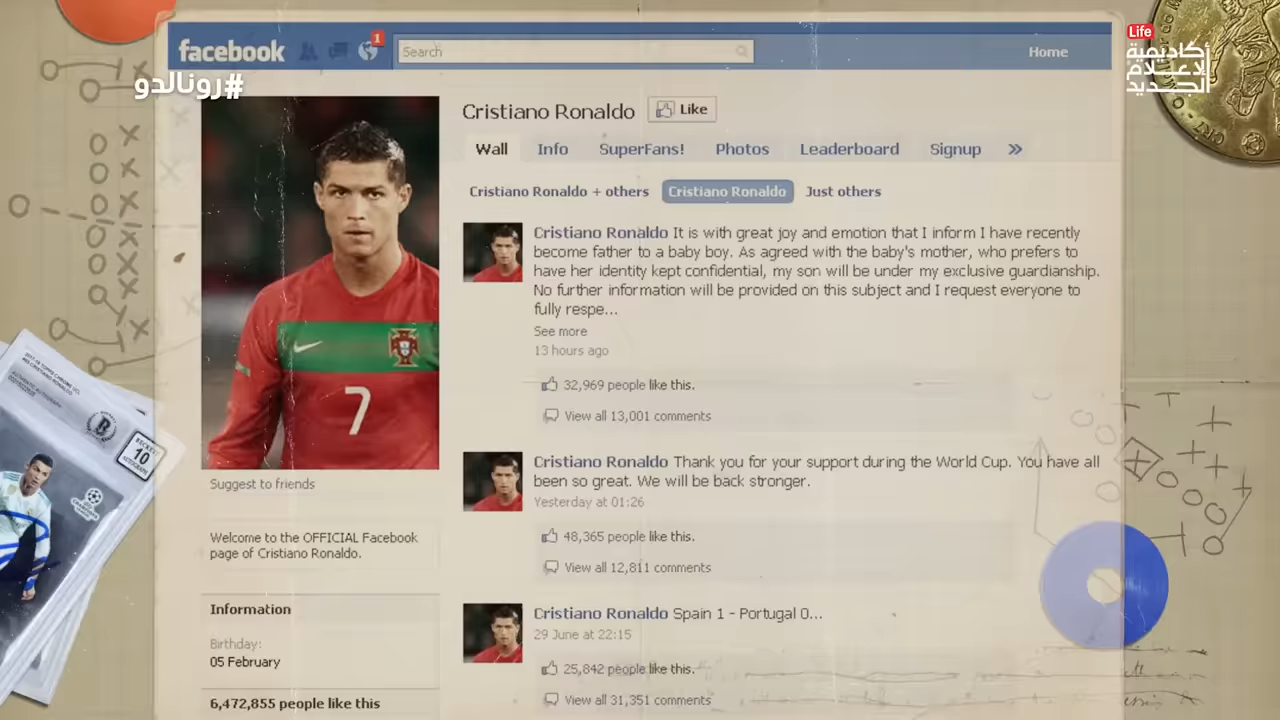 Life
أكاديمية
الإعلام
الجديد
#رونالدو
facebook
1
Search
Home
Cristiano Ronaldo
Like
Wall Info SuperFans! Photos Leaderboard Signup »
Cristiano Ronaldo + others Cristiano Ronaldo Just others
Cristiano Ronaldo It is with great joy and emotion that I inform I have recently
become father to a baby boy. As agreed with the baby's mother, who prefers to
have her identity kept confidential, my son will be under my exclusive guardianship.
No further information will be provided on this subject and I request everyone to
fully respe...
See more
13 hours ago
32,969 people like this.
View all 13,001 comments
Cristiano Ronaldo Thank you for your support during the World Cup. You have all
been so great. We will be back stronger.
Yesterday at 01:26
48,365 people like this.
View all 12,811 comments
Cristiano Ronaldo Spain 1 - Portugal 0...
29 June at 22:15
25,842 people like this.
View all 31,351 comments
7
Suggest to friends
Welcome to the OFFICIAL Facebook
page of Cristiano Ronaldo.
Information
Birthday:
05 February
6,472,855 people like this
BECKETT
10
AUTOGRAPH
CR7